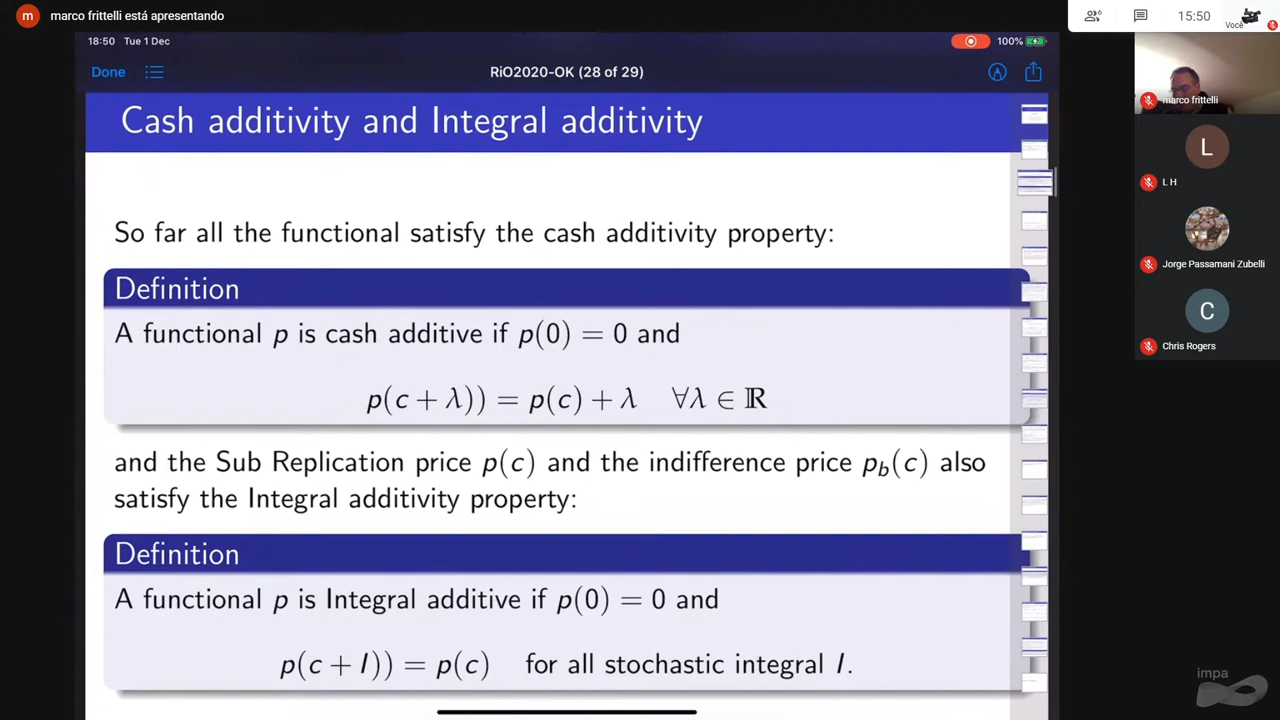 m marco frittelli está apresentando
6
15:50
Você
18:50 Tue 1 Dec
100%
Done
RiO2020-OK (28 of 29)
Cash additivity and Integral additivity
So far all the functional satisfy the cash additivity property:
Definition
A functional p is cash additive if p(0) = 0 and
p(c + λ)) = p(c) + λ ∀λ ∈ ℝ
and the Sub Replication price p(c) and the indifference price p_b(c) also
satisfy the Integral additivity property:
Definition
A functional p is Integral additive if p(0) = 0 and
p(c + I)) = p(c) for all stochastic integral I.
marco frittelli
L
L H
Jorge Passamani Zubelli
C
Chris Rogers
impa